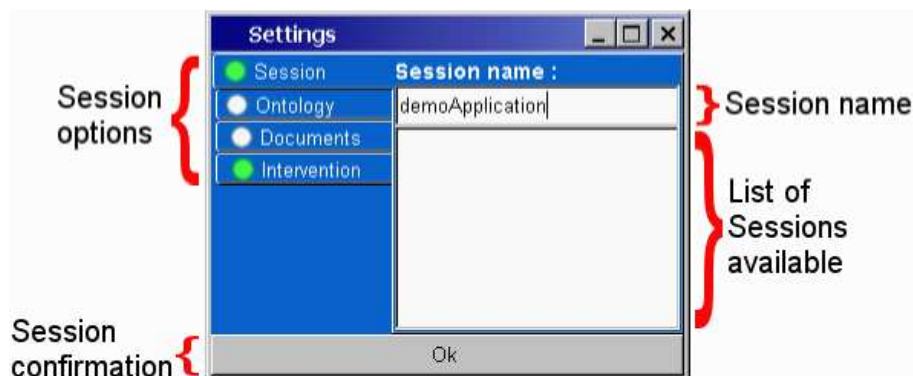 Settings
Session
Session name :
Ontology
demoApplication
Documents
Intervention
Ok
Session
options
Session name
List of
Sessions
available
Session
confirmation